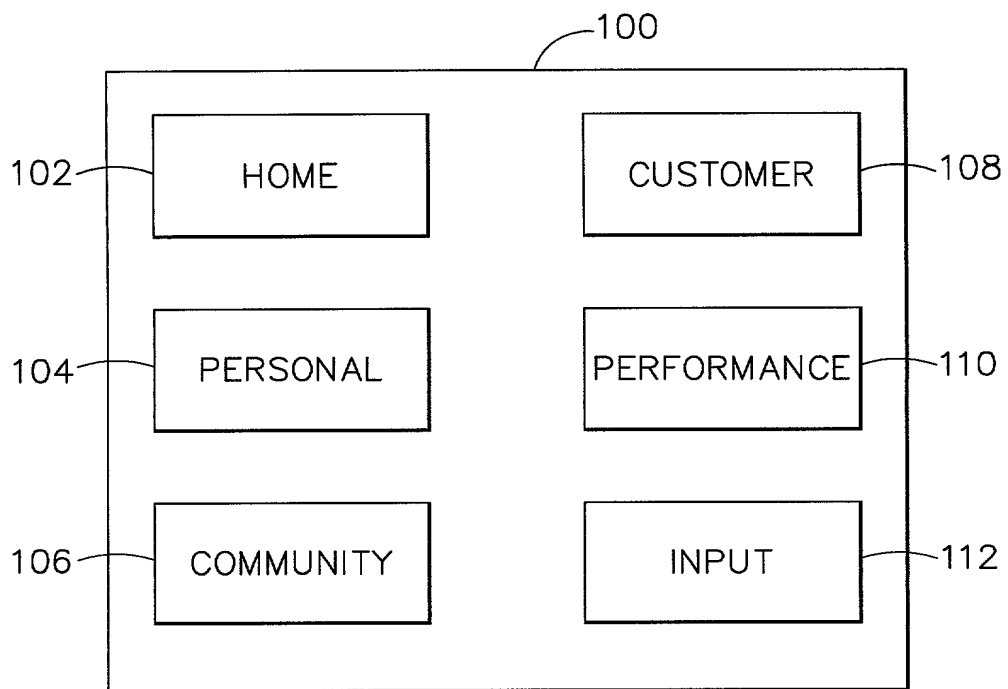 100
102 HOME CUSTOMER 108
104 PERSONAL PERFORMANCE 110
106 COMMUNITY INPUT 112